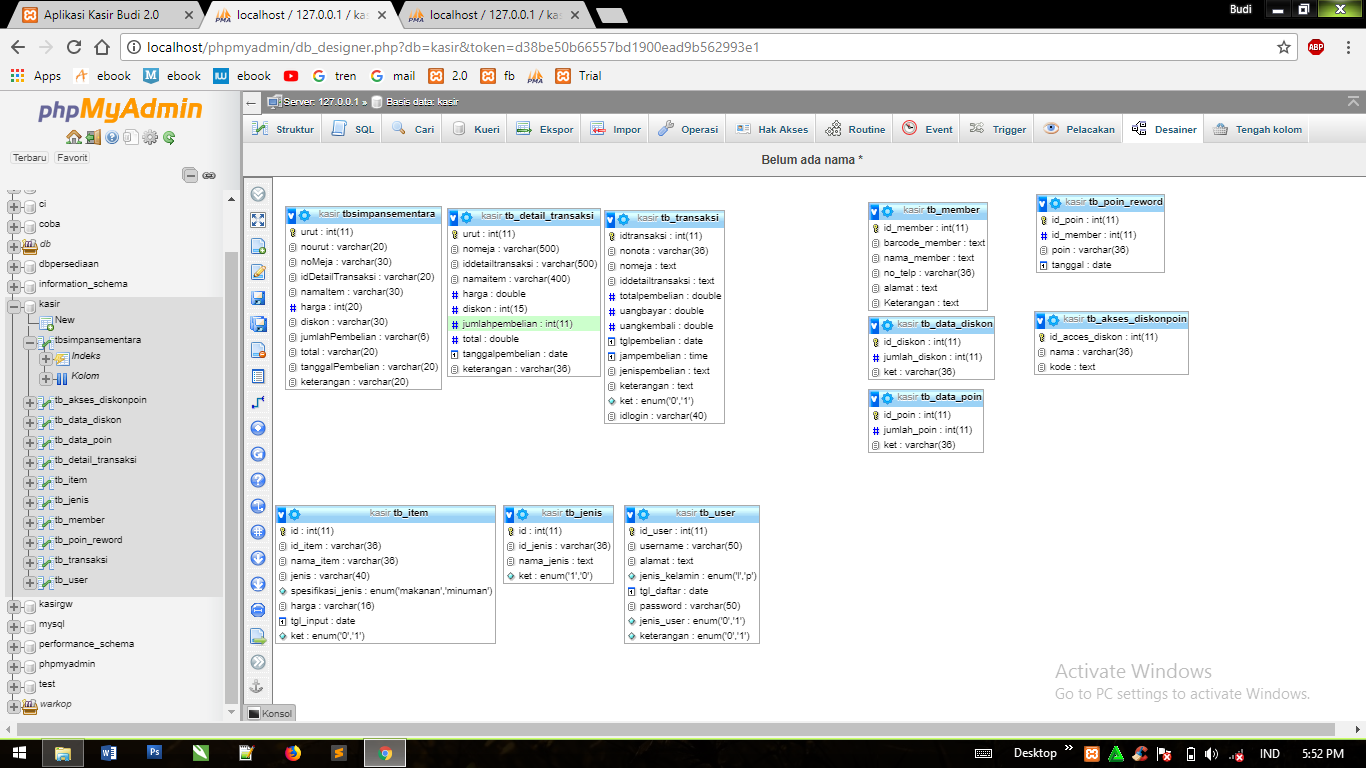 Aplikasi Kasir Budi 2.0
localhost / 127.0.0.1 / kas
localhost / 127.0.0.1 / kas
Budi
localhost/phpmyadmin/db_designer.php?db=kasir&token=d38be50b66557bd1900ead9b562993e1
ABP
Apps
ebook
ebook
ebook
tren
mail
2.0
fb
Trial
phpMyAdmin
Terbaru
Favorit
ci
coba
db
dbpersediaan
information_schema
kasir
New
tbsimpansementara
Indeks
Kolom
tb_akses_diskonpoin
tb_data_diskon
tb_data_poin
tb_detail_transaksi
tb_item
tb_jenis
tb_member
tb_poin_reword
tb_transaksi
tb_user
kasirgw
mysql
performance_schema
phpmyadmin
test
warkop
Server: 127.0.0.1 » Basis data: kasir
Struktur
SQL
Cari
Kueri
Ekspor
Impor
Operasi
Hak Akses
Routine
Event
Trigger
Pelacakan
Desainer
Tengah kolom
Belum ada nama *
kasir tbsimpansementara
urut : int(11)
nourut : varchar(20)
noMeja : varchar(30)
idDetailTransaksi : varchar(20)
namaItem : varchar(30)
harga : int(20)
diskon : varchar(30)
jumlahPembelian : varchar(6)
total : varchar(20)
tanggalPembelian : varchar(20)
keterangan : varchar(20)
kasir tb_detail_transaksi
urut : int(11)
nomeja : varchar(500)
iddetailtransaksi : varchar(500)
namaitem : varchar(400)
harga : double
diskon : int(15)
jumlahpembelian : int(11)
total : double
tanggalpembelian : date
keterangan : varchar(36)
kasir tb_transaksi
idtransaksi : int(11)
nonota : varchar(36)
nomeja : text
iddetailtransaksi : text
totalpembelian : double
uangbayar : double
uangkembali : double
tglpembelian : date
jampembelian : time
jenispembelian : text
keterangan : text
ket : enum('0','1')
idlogin : varchar(40)
kasir tb_member
id_member : int(11)
barcode_member : text
nama_member : text
no_telp : varchar(36)
alamat : text
Keterangan : text
kasir tb_poin_reword
id_poin : int(11)
id_member : int(11)
poin : varchar(36)
tanggal : date
kasir tb_data_diskon
id_diskon : int(11)
jumlah_diskon : int(11)
ket : varchar(36)
kasir tb_akses_diskonpoin
id_acces_diskon : int(11)
nama : varchar(36)
kode : text
kasir tb_data_poin
id_poin : int(11)
jumlah_poin : int(11)
ket : varchar(36)
kasir tb_item
id : int(11)
id_item : varchar(36)
nama_item : varchar(36)
jenis : varchar(40)
spesifikasi_jenis : enum('makanan','minuman')
harga : varchar(16)
tgl_input : date
ket : enum('0','1')
kasir tb_jenis
id : int(11)
id_jenis : varchar(36)
nama_jenis : text
ket : enum('1','0')
kasir tb_user
id_user : int(11)
username : varchar(50)
alamat : text
jenis_kelamin : enum('l','p')
tgl_daftar : date
password : varchar(50)
jenis_user : enum('0','1')
keterangan : enum('0','1')
Activate Windows
Go to PC settings to activate Windows.
Konsol
Desktop
IND
5:52 PM